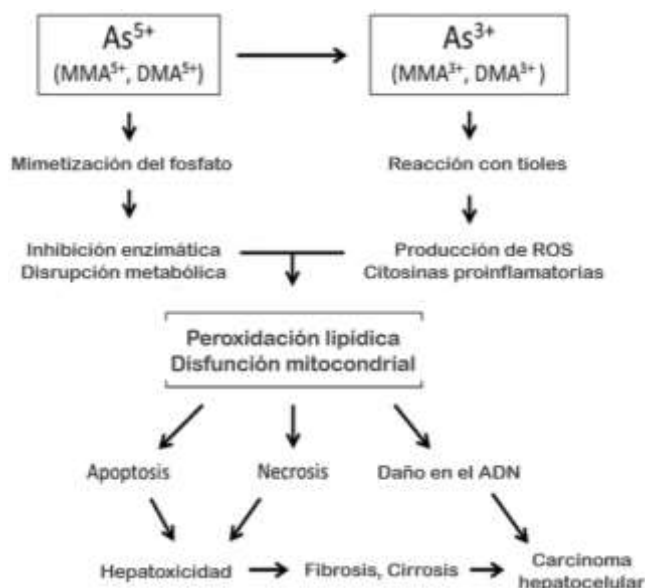 As5+
(MMA5+, DMA5+)
As3+
(MMA3+, DMA3+ )
Mimetización del fosfato
Reacción con tioles
Inhibición enzimática
Disrupción metabólica
Producción de ROS
Citosinas proinflamatorias
Peroxidación lipídica
Disfunción mitocondrial
Apoptosis
Necrosis
Daño en el ADN
Hepatoxicidad
Fibrosis, Cirrosis
Carcinoma
hepatocelular